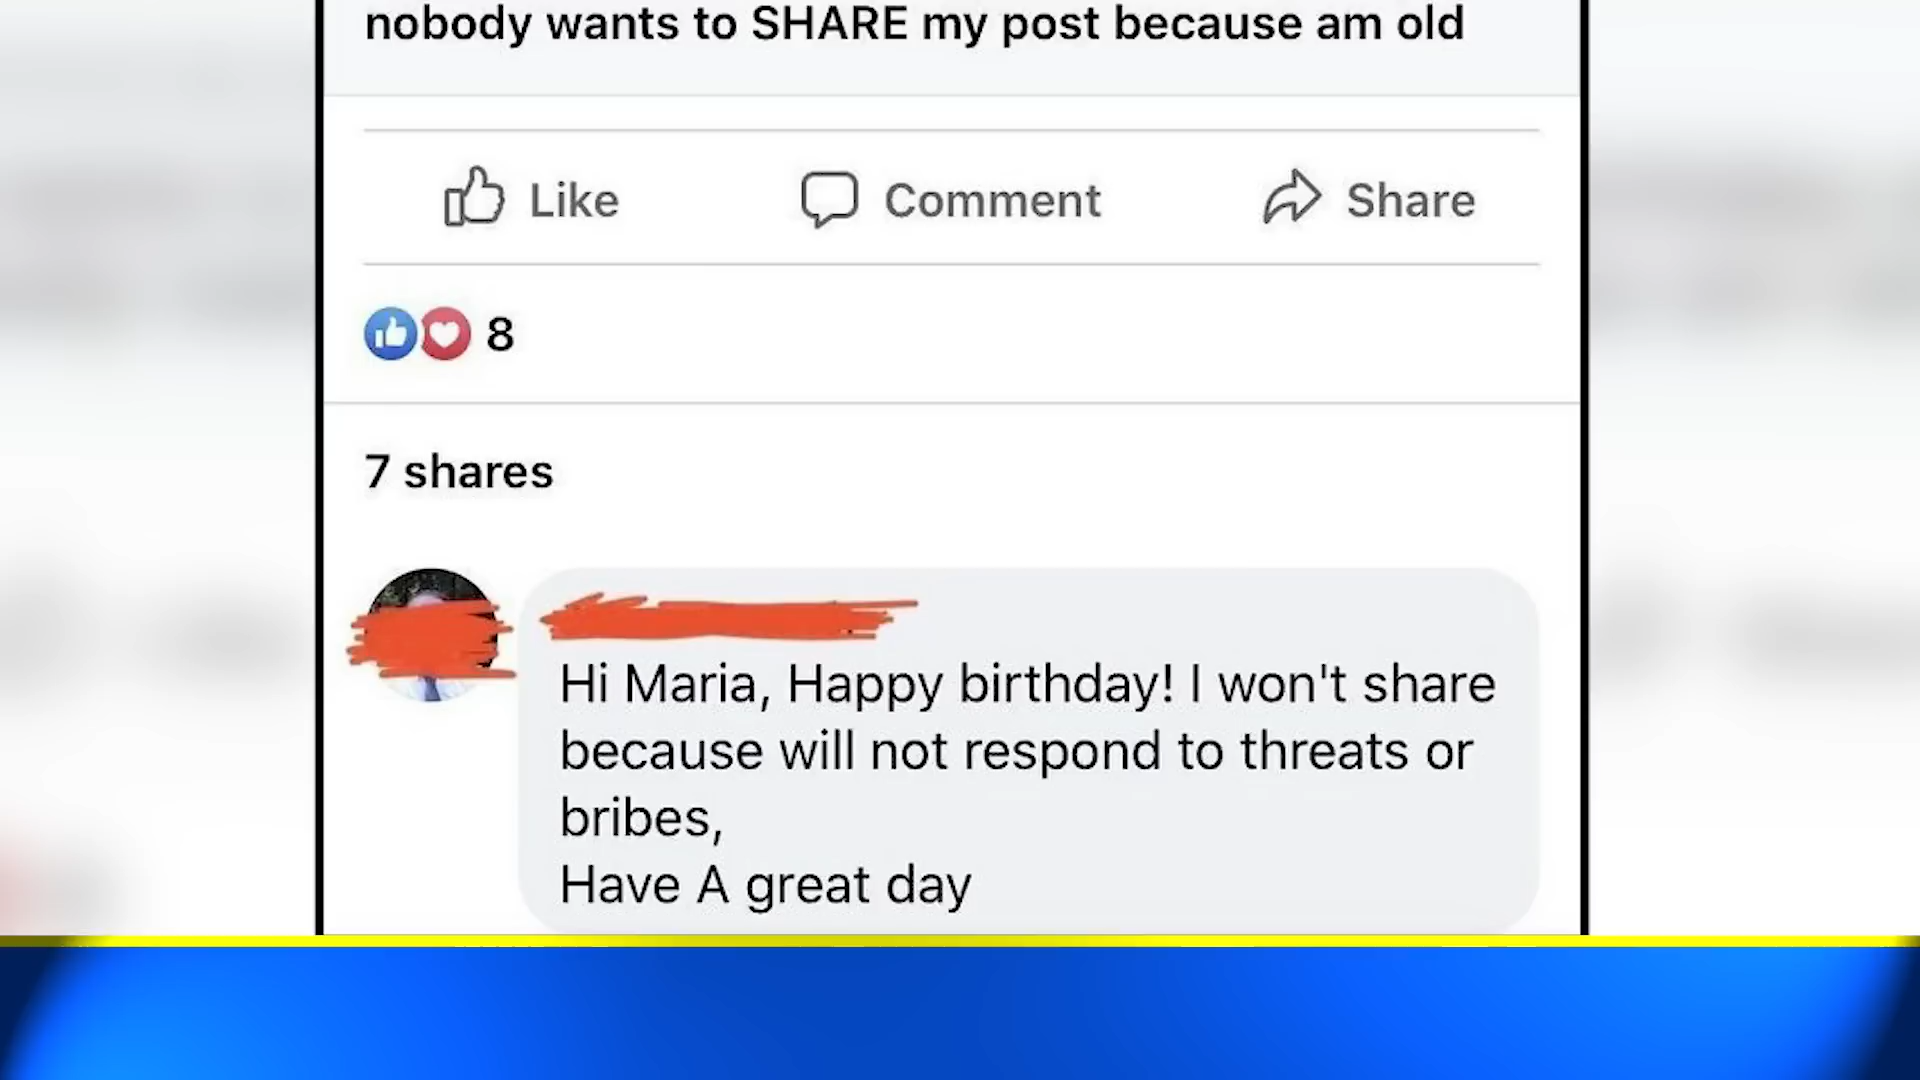 nobody wants to SHARE my post because am old
Like Comment Share
8
7 shares
Hi Maria, Happy birthday! I won't share
because will not respond to threats or
bribes,
Have A great day